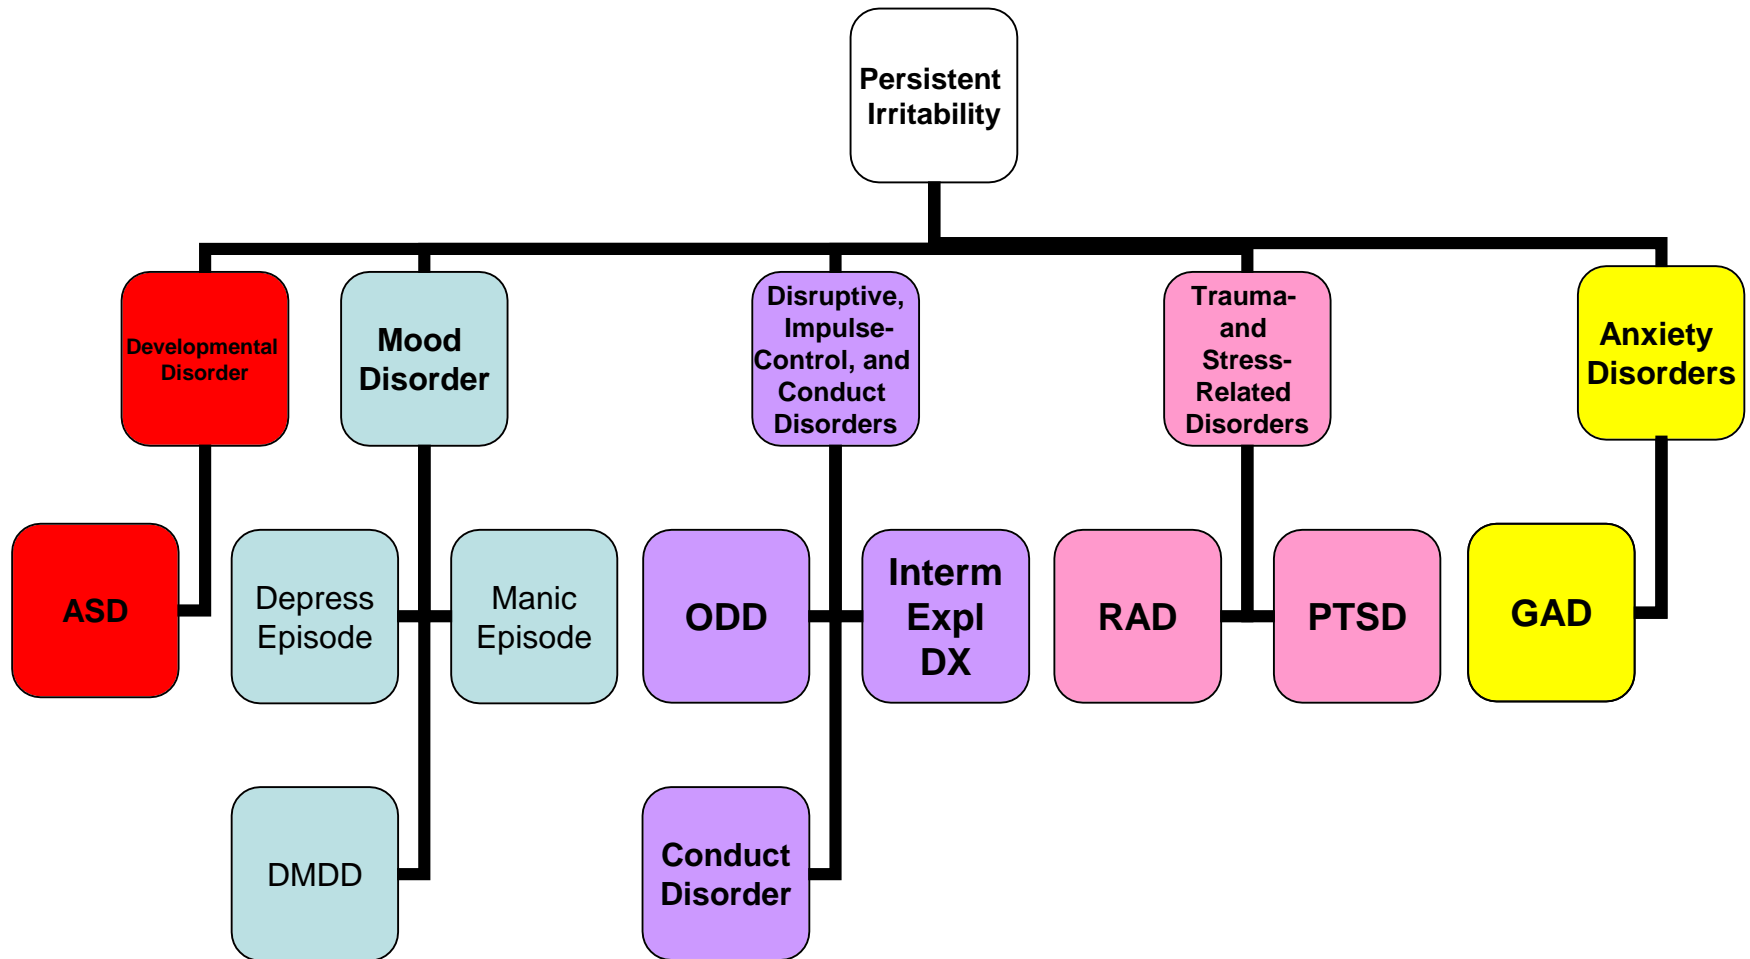 Persistent
Irritability
Developmental
Disorder
Mood
Disorder
Disruptive,
Impulse-
Control, and
Conduct
Disorders
Trauma-
and
Stress-
Related
Disorders
Anxiety
Disorders
ASD
Depress
Episode
Manic
Episode
ODD
Interm
Expl
DX
RAD
PTSD
GAD
DMDD
Conduct
Disorder